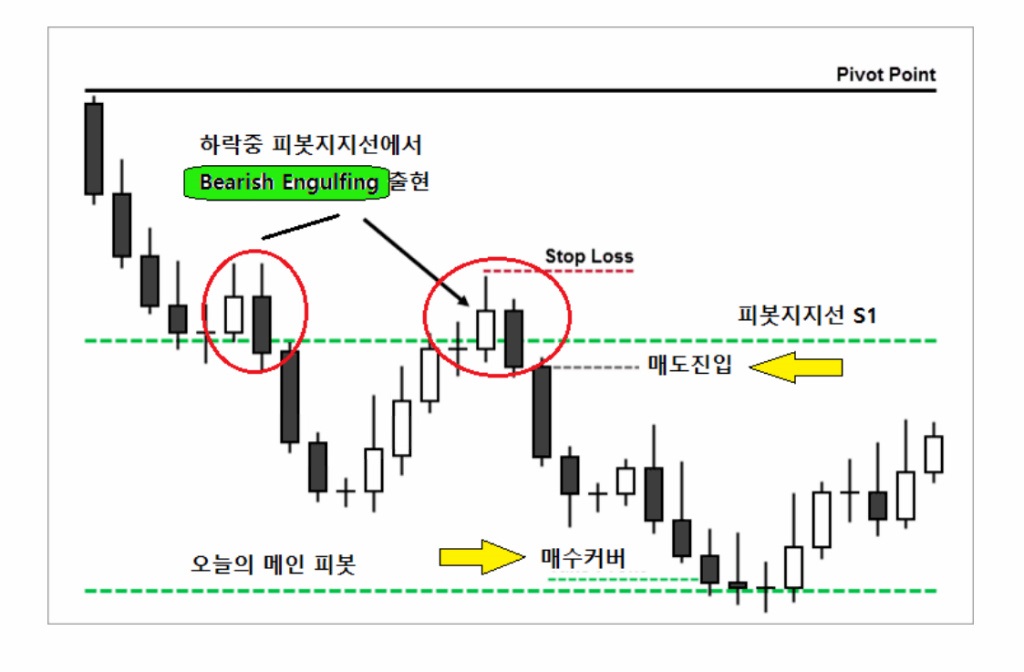 Pivot Point
하락중 피봇지지선에서
Bearish Engulfing 출현
Stop Loss
피봇지지선 S1
매도진입
오늘의 메인 피봇
매수커버